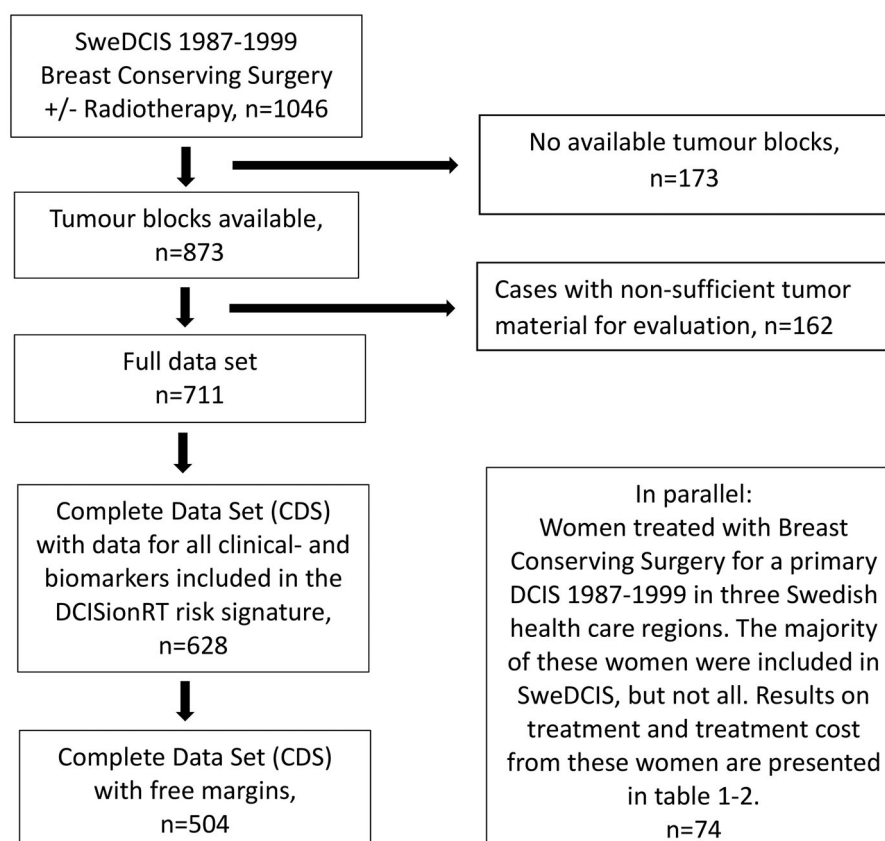 SweDCIS 1987-1999
Breast Conserving Surgery
+/- Radiotherapy, n=1046
No available tumour blocks,
n=173
Tumour blocks available,
n=873
Cases with non-sufficient tumor
material for evaluation, n=162
Full data set
n=711
Complete Data Set (CDS)
with data for all clinical- and
biomarkers included in the
DCISionRT risk signature,
n=628
In parallel:
Women treated with Breast
Conserving Surgery for a primary
DCIS 1987-1999 in three Swedish
health care regions. The majority
of these women were included in
SweDCIS, but not all. Results on
treatment and treatment cost
from these women are presented
in table 1-2.
n=74
Complete Data Set (CDS)
with free margins,
n=504